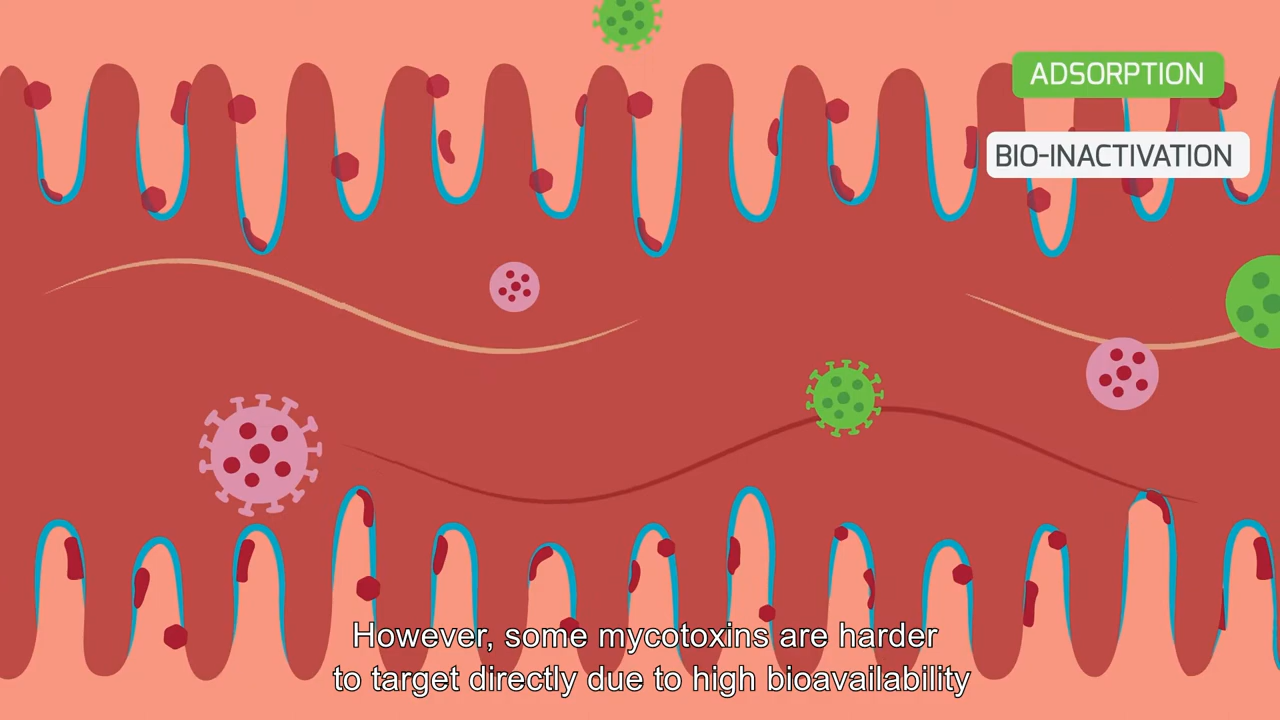 ADSORPTION
BIO-INACTIVATION
However, some mycotoxins are harder
to target directly due to high bioavailability